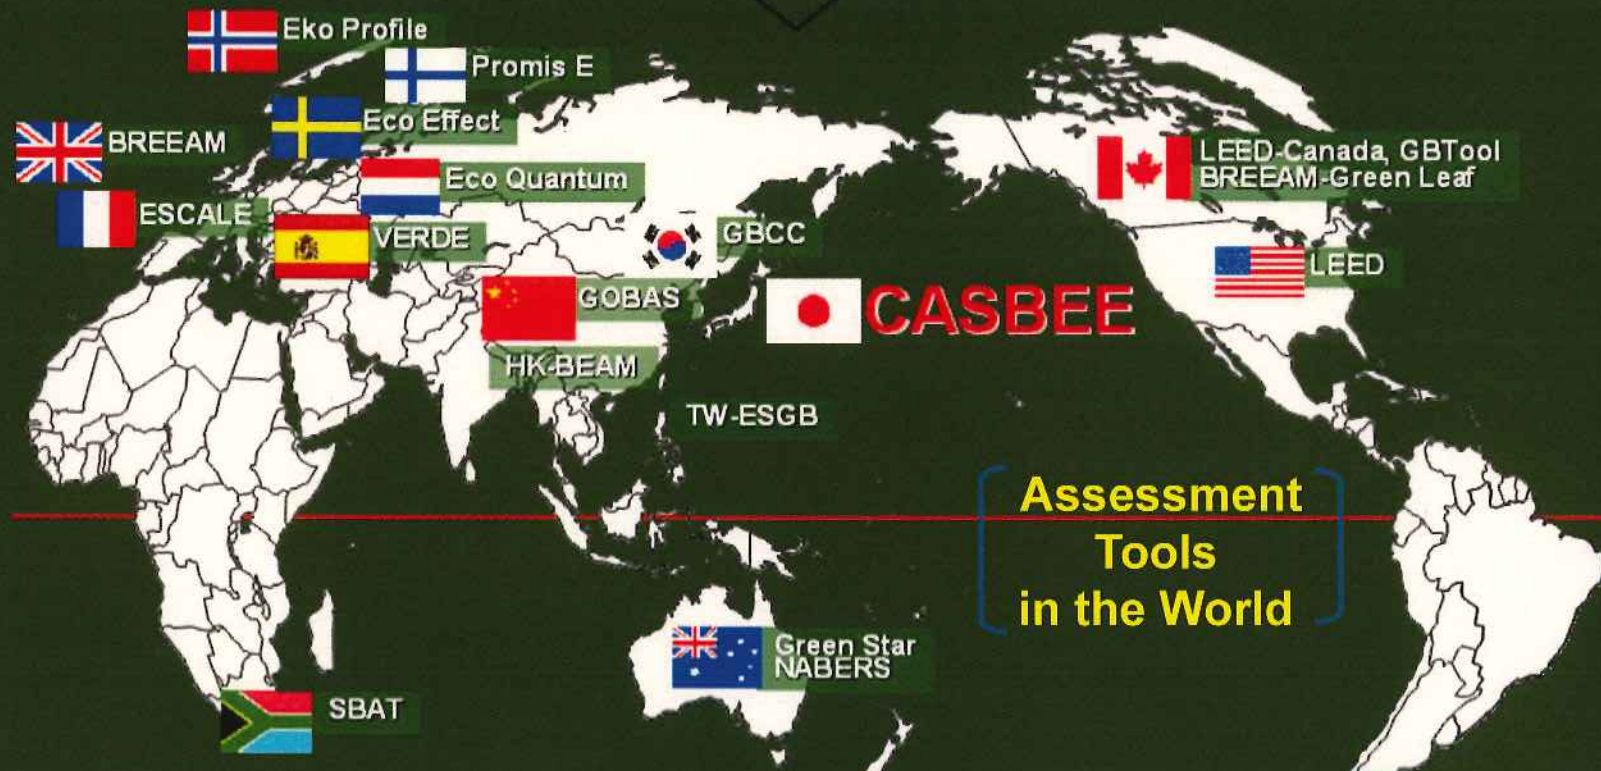 Eko Profile
Promis E
Eco Effect
BREEAM
Eco Quantum
ESCALE
VERDE
GBCC
GOBAS
CASBEE
HK-BEAM
TW-ESGB
LEED-Canada, GBTool
BREEAM-Green Leaf
LEED
Assessment
Tools
in the World
Green Star
NABERS
SBAT